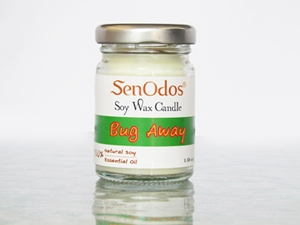 SenOdos®
Soy Wax Candle
Bug Away
Natural Soy
Essential Oil